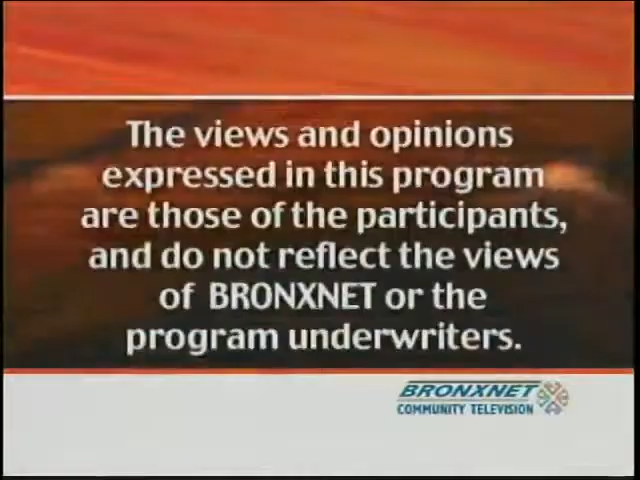 The views and opinions
expressed in this program
are those of the participants,
and do not reflect the views
of BRONXNET or the
program underwriters.
BRONXNET
COMMUNITY TELEVISION